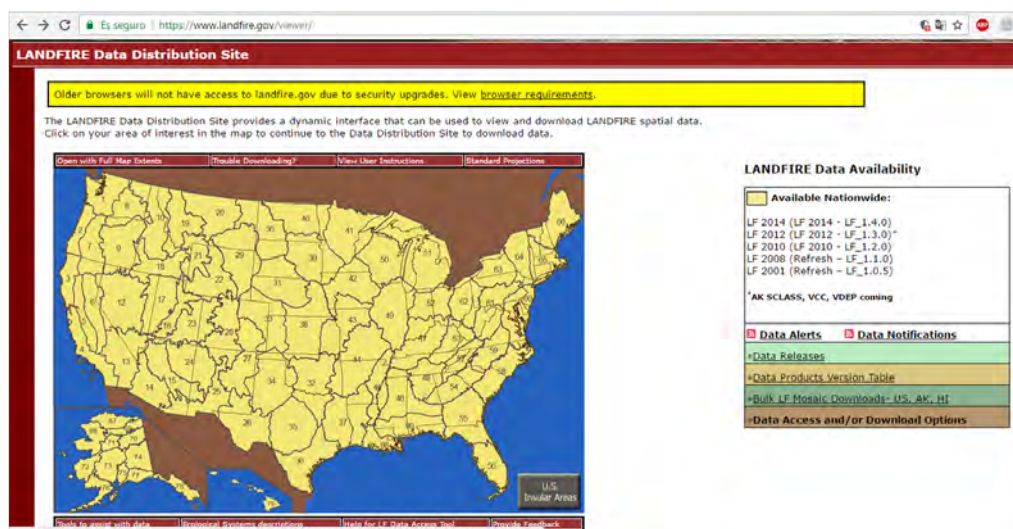 Es seguro | https://www.landfire.gov/viewer/
LANDFIRE Data Distribution Site
Older browsers will not have access to landfire.gov due to security upgrades. View browser requirements.
The LANDFIRE Data Distribution Site provides a dynamic interface that can be used to view and download LANDFIRE spatial data.
Click on your area of interest in the map to continue to the Data Distribution Site to download data.
Open with Full Map Extents Trouble Downloading? View User Instructions Standard Projections
U.S.
Insular Areas
Tools to assist with data Ecological Systems descriptions Help for LF Data Access Tool Provide Feedback
LANDFIRE Data Availability
Available Nationwide:
LF 2014 (LF 2014 - LF_1.4.0)
LF 2012 (LF 2012 - LF_1.3.0)*
LF 2010 (LF 2010 - LF_1.2.0)
LF 2008 (Refresh - LF_1.1.0)
LF 2001 (Refresh - LF_1.0.5)
*AK SCLASS, VCC, VDEP coming
Data Alerts Data Notifications
+Data Releases
+Data Products Version Table
+Bulk LF Mosaic Downloads- US, AK, HI
+Data Access and/or Download Options